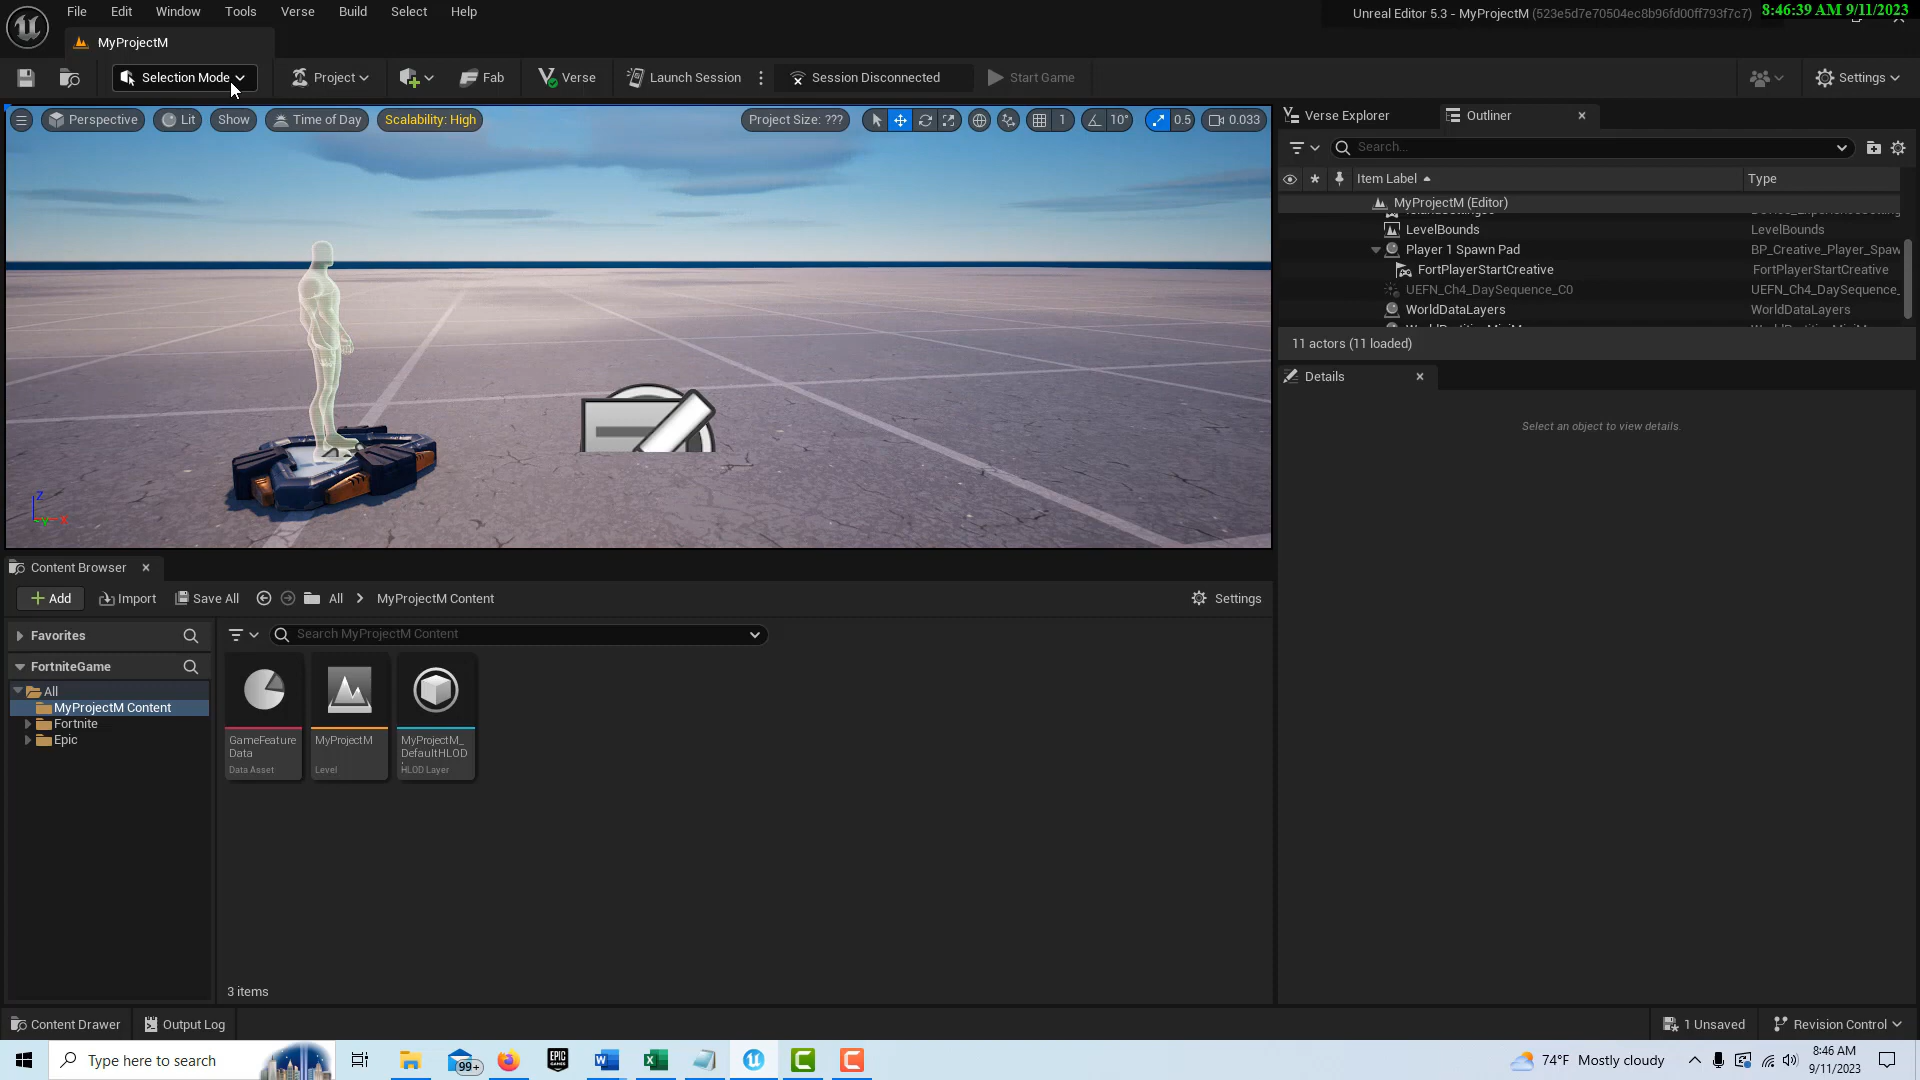 File Edit Window Tools Verse Build Select Help
Unreal Editor 5.3 - MyProjectM (523e5d7e70504ec8b96fd00ff793f7c7)
8:46:39 AM 9/11/2023
MyProjectM
Selection Mode
Project
Fab
Verse
Launch Session
Session Disconnected
Start Game
Settings
Perspective
Lit
Show
Time of Day
Scalability: High
Project Size: ???
1
10°
0.5
0.033
Verse Explorer
Outliner
Search...
Item Label
Type
MyProjectM (Editor)
LevelBounds LevelBounds
Player 1 Spawn Pad BP_Creative_Player_Spaw
FortPlayerStartCreative FortPlayerStartCreative
UEFN_Ch4_DaySequence_C0 UEFN_Ch4_DaySequence_
WorldDataLayers WorldDataLayers
11 actors (11 loaded)
Details
Select an object to view details.
Z
Content Browser
Add
Import
Save All
All
MyProjectM Content
Settings
Favorites
Search MyProjectM Content
FortniteGame
All
MyProjectM Content
Fortnite
Epic
GameFeature
Data
Data Asset
MyProjectM
Level
MyProjectM_
DefaultHLOD
HLOD Layer
3 items
Content Drawer
Output Log
1 Unsaved
Revision Control
Type here to search
99+
EPIC
GAMES
74°F Mostly cloudy
8:46 AM
9/11/2023